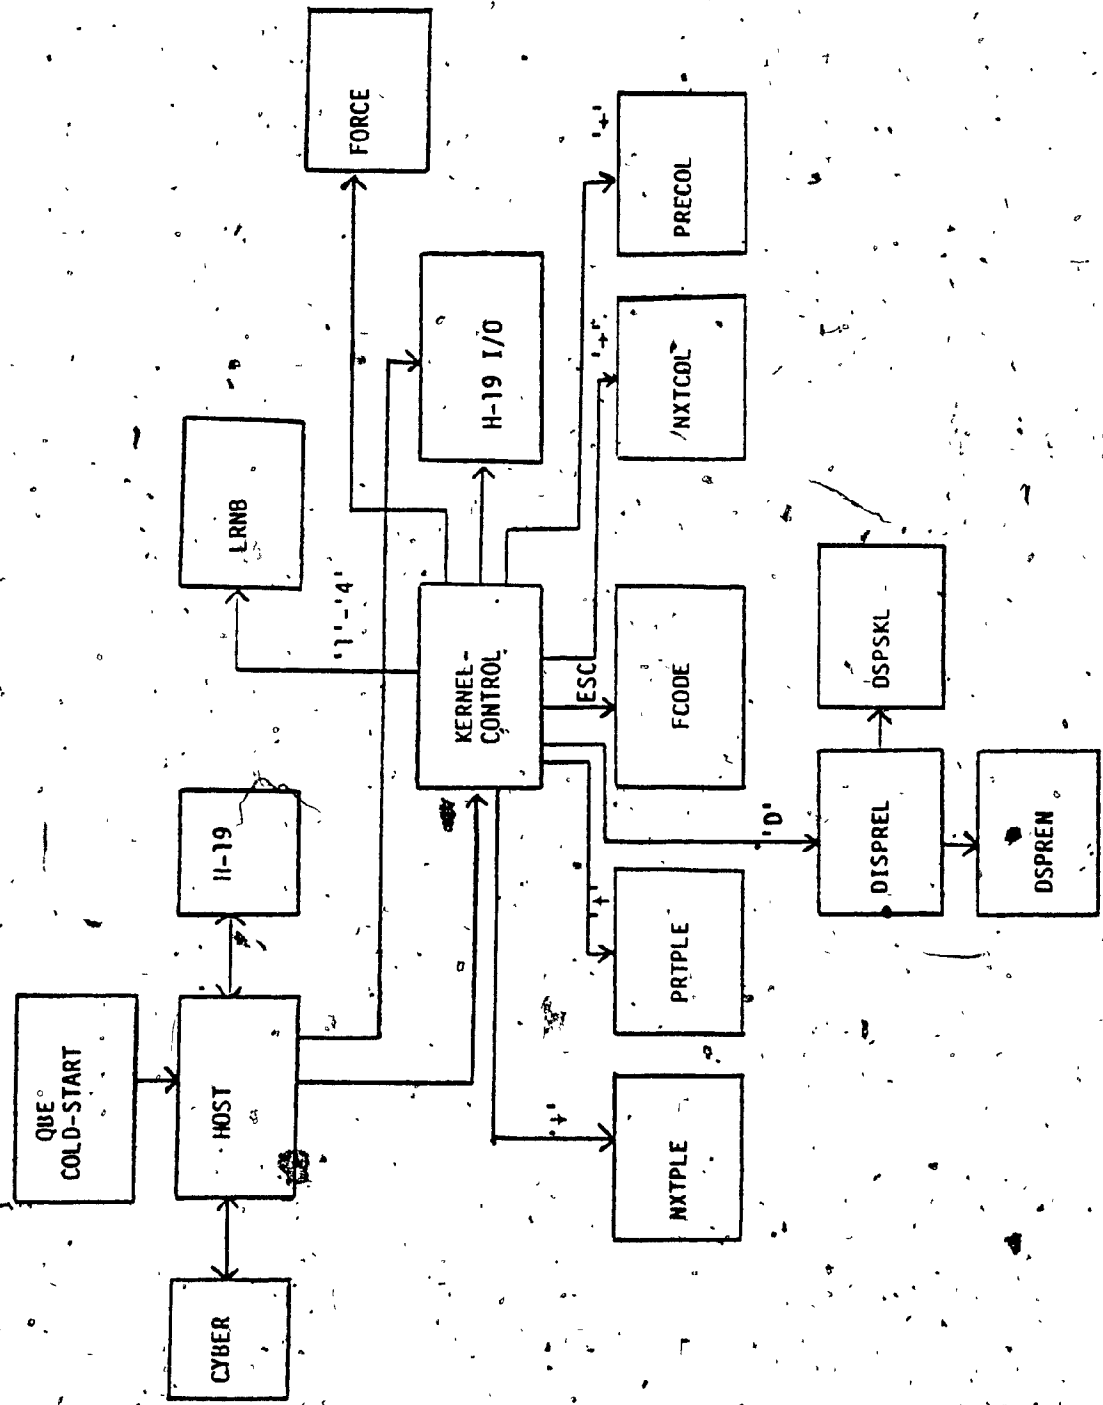 QBE
COLD-START
CYBER
HOST
H-19
LRNB
FORCE
'1'-'4'
KERNEL-
CONTROL
H-19 I/O
'+'
'+'
ESC
'+'
'+'
NXTPLE
PRTPLE
FCODE
NXTCOL
PRECOL
'D'
DISPREL
DSPSKL
DSPREN